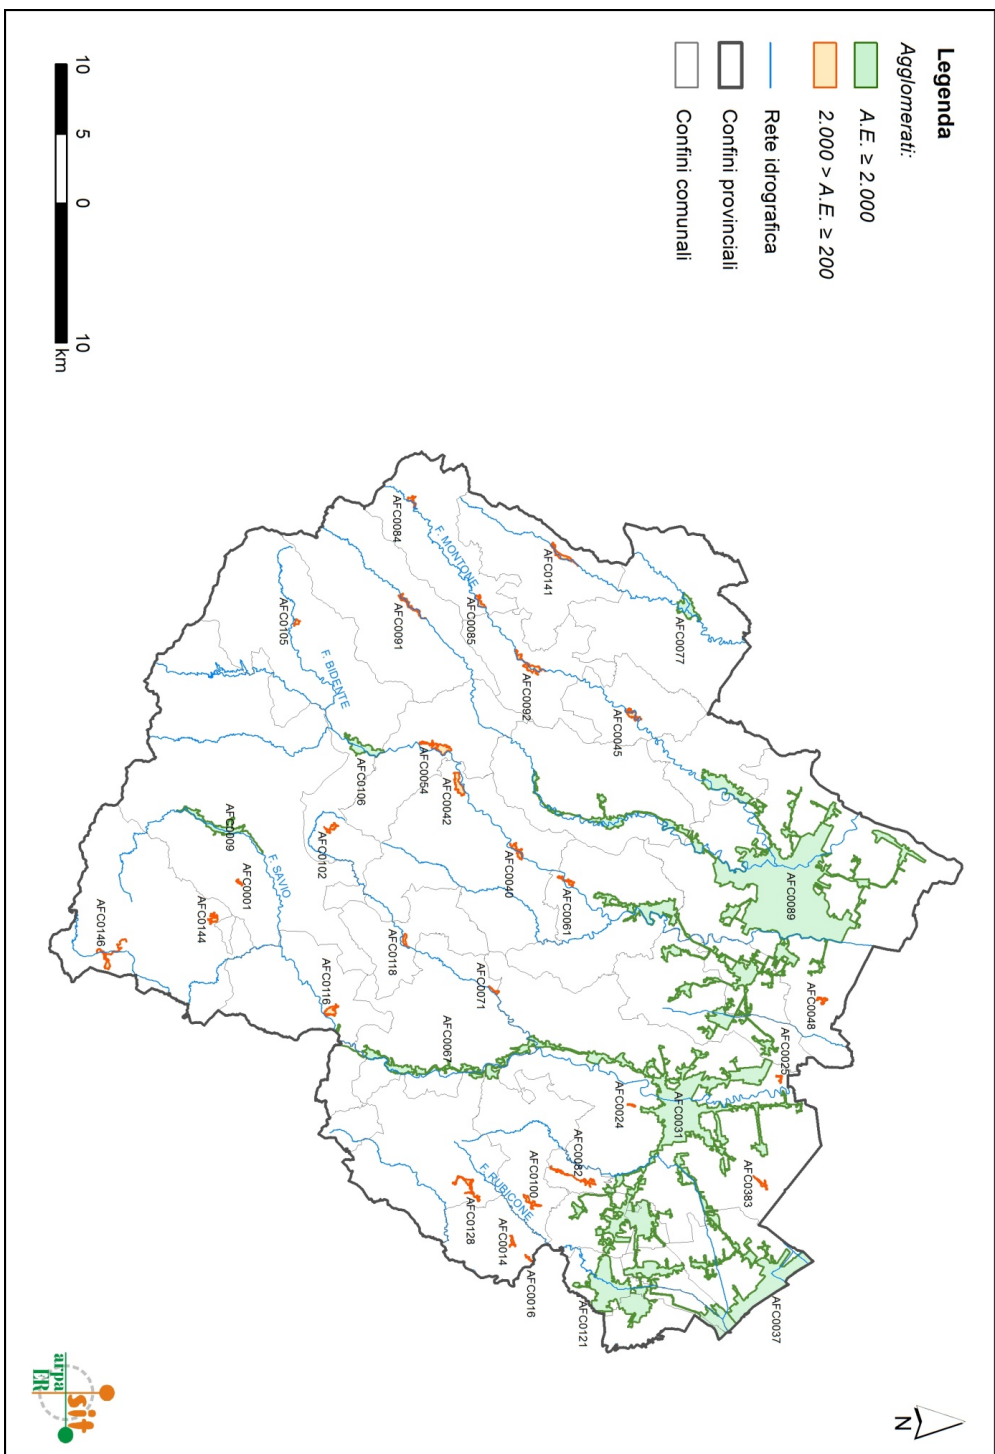 Legenda
Agglomerati:
A.E. ≥ 2.000
2.000 > A.E. ≥ 200
Rete idrografica
Confini provinciali
Confini comunali
10 5 0 10
km
N
AFC0077
AFC0141
AFC0084
F. MONTONE
AFC0085
AFC0091
AFC0092
AFC0045
AFC0105
F. BIDENTE
AFC0106
AFC0054
AFC0042
AFC0040
AFC0061
AFC0089
AFC0048
AFC0025
AFC0009
F. SAVIO
AFC0001
AFC0102
AFC0144
AFC0146
AFC0118
AFC0116
AFC0071
AFC0067
AFC0024
AFC0031
AFC0383
AFC0082
AFC0100
F. RUBICONE
AFC0128
AFC0014
AFC0016
AFC0121
AFC0037
sit
arpa
ER